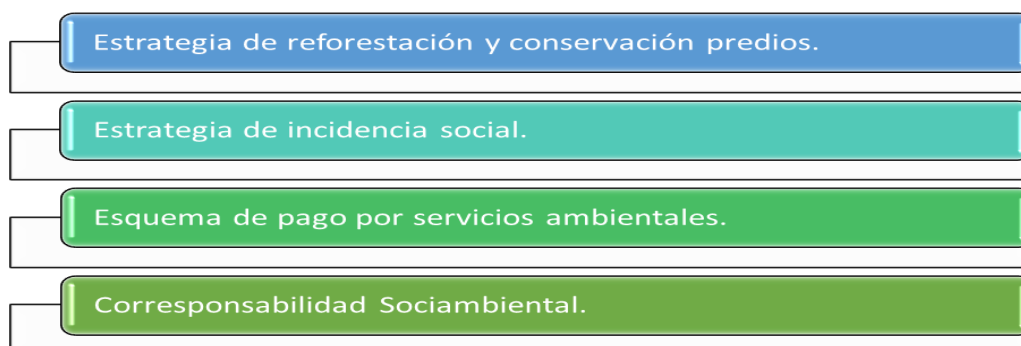 Estrategia de reforestación y conservación predios.
Estrategia de incidencia social.
Esquema de pago por servicios ambientales.
Corresponsabilidad Sociambiental.